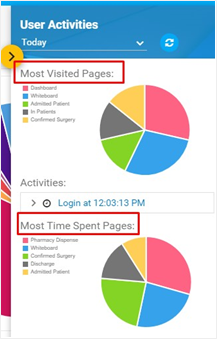 User Activities
Today
Most Visited Pages:
Dashboard
Whiteboard
Admitted Patient
In Patients
Confirmed Surgery
Activities:
Login at 12:03:13 PM
Most Time Spent Pages:
Pharmacy Dispense
Whiteboard
Confirmed Surgery
Discharge
Admitted Patient